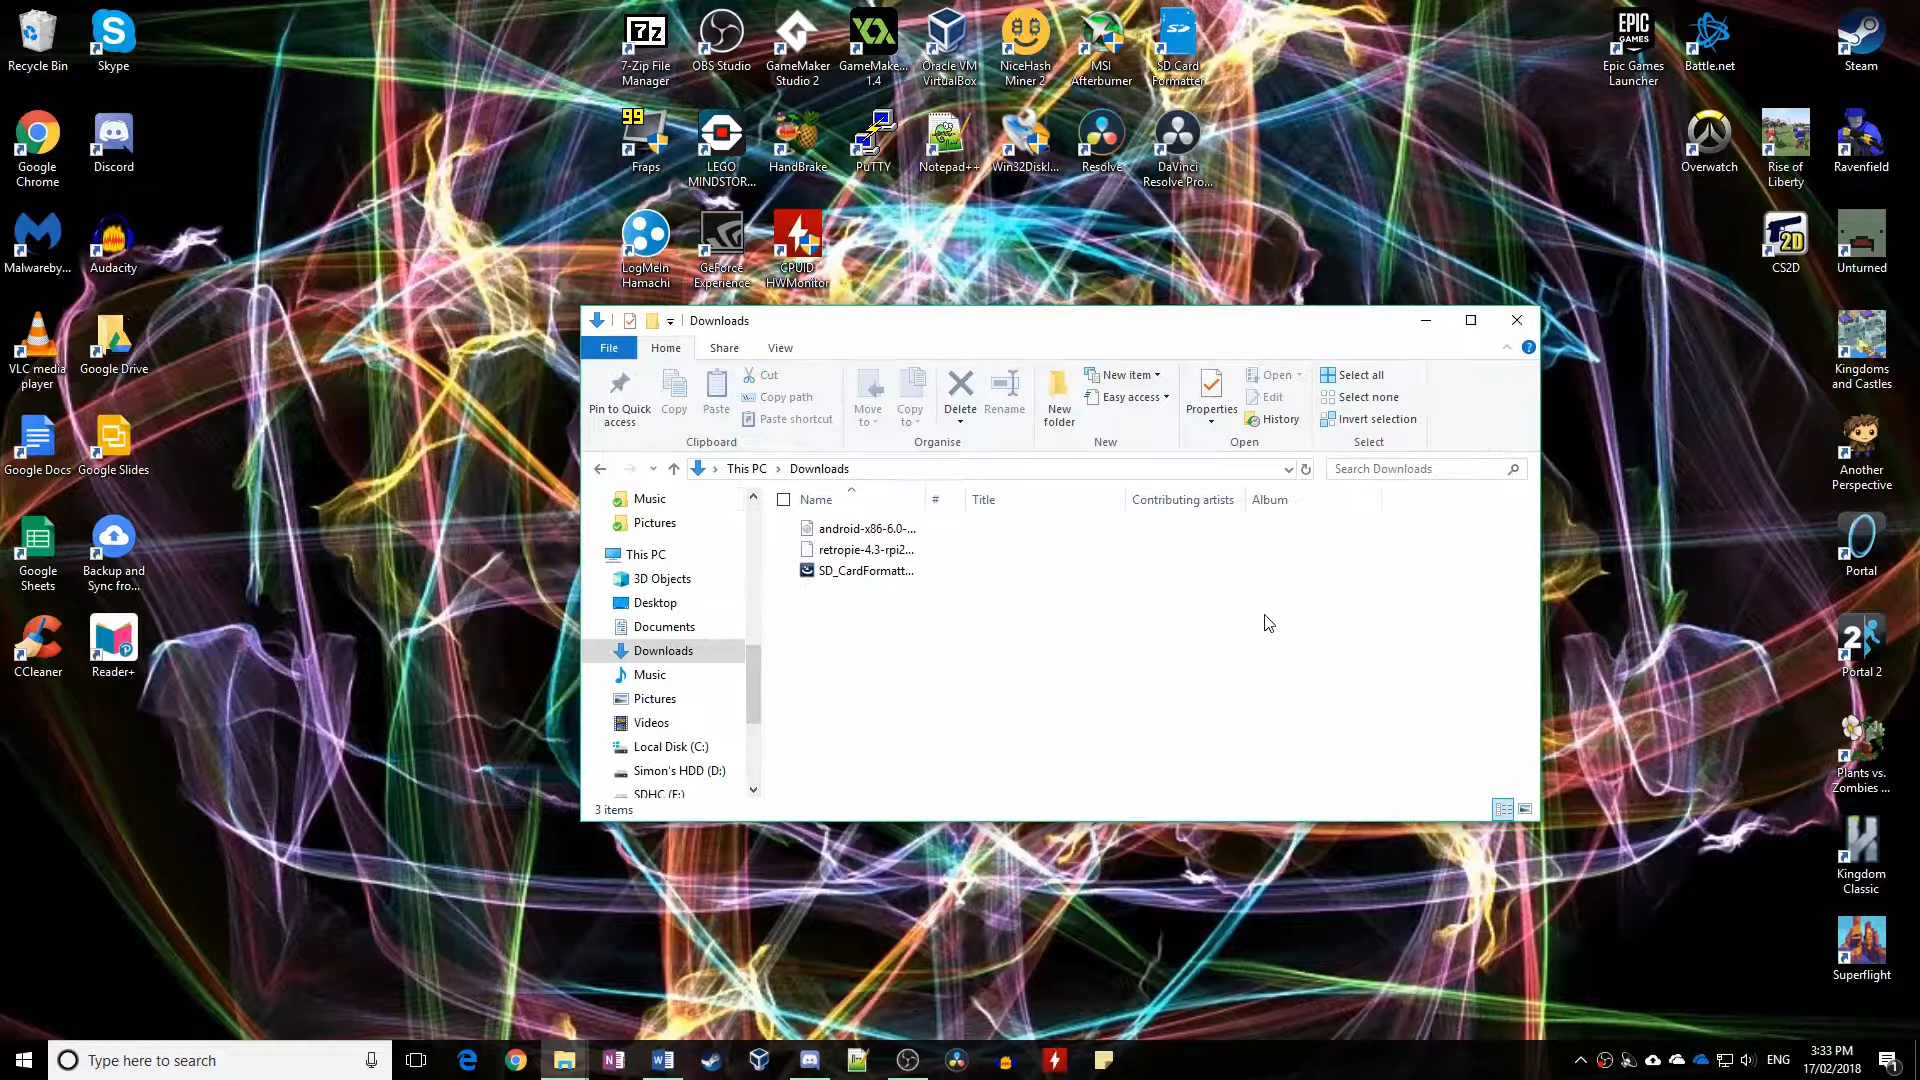 Recycle Bin
Skype
7-Zip File
Manager
OBS Studio
GameMaker
Studio 2
GameMake...
1.4
Oracle VM
VirtualBox
NiceHash
Miner 2
MSI
Afterburner
SD Card
Formatter
EPIC
GAMES
Epic Games
Launcher
Battle.net
Steam
Google
Chrome
Discord
99
Fraps
LEGO
MINDSTOR...
HandBrake
PuTTY
Notepad++
Win32DiskI...
Resolve
DaVinci
Resolve Pro...
Overwatch
Rise of
Liberty
Ravenfield
Malwareby...
Audacity
LogMeIn
Hamachi
GeForce
Experience
CPUID
HWMonitor
2D
CS2D
Unturned
VLC media
player
Google Drive
Kingdoms
and Castles
Google Docs
Google Slides
Another
Perspective
Google
Sheets
Backup and
Sync fro...
Portal
CCleaner
Reader+
2
Portal 2
Plants vs.
Zombies ...
Kingdom
Classic
Superflight
Downloads
File
Home
Share
View
Pin to Quick
access
Copy
Paste
Cut
Copy path
Paste shortcut
Clipboard
Move
to
Copy
to
Delete
Rename
Organise
New
folder
New item
Easy access
New
Properties
Open
Edit
History
Open
Select all
Select none
Invert selection
Select
This PC
Downloads
Search Downloads
Music
Pictures
This PC
3D Objects
Desktop
Documents
Downloads
Music
Pictures
Videos
Local Disk (C:)
Simon's HDD (D:)
SDHC (F:)
Name
#
Title
Contributing artists
Album
android-x86-6.0-...
retropie-4.3-rpi2...
SD_CardFormatt...
3 items
Type here to search
ENG
3:33 PM
17/02/2018
1